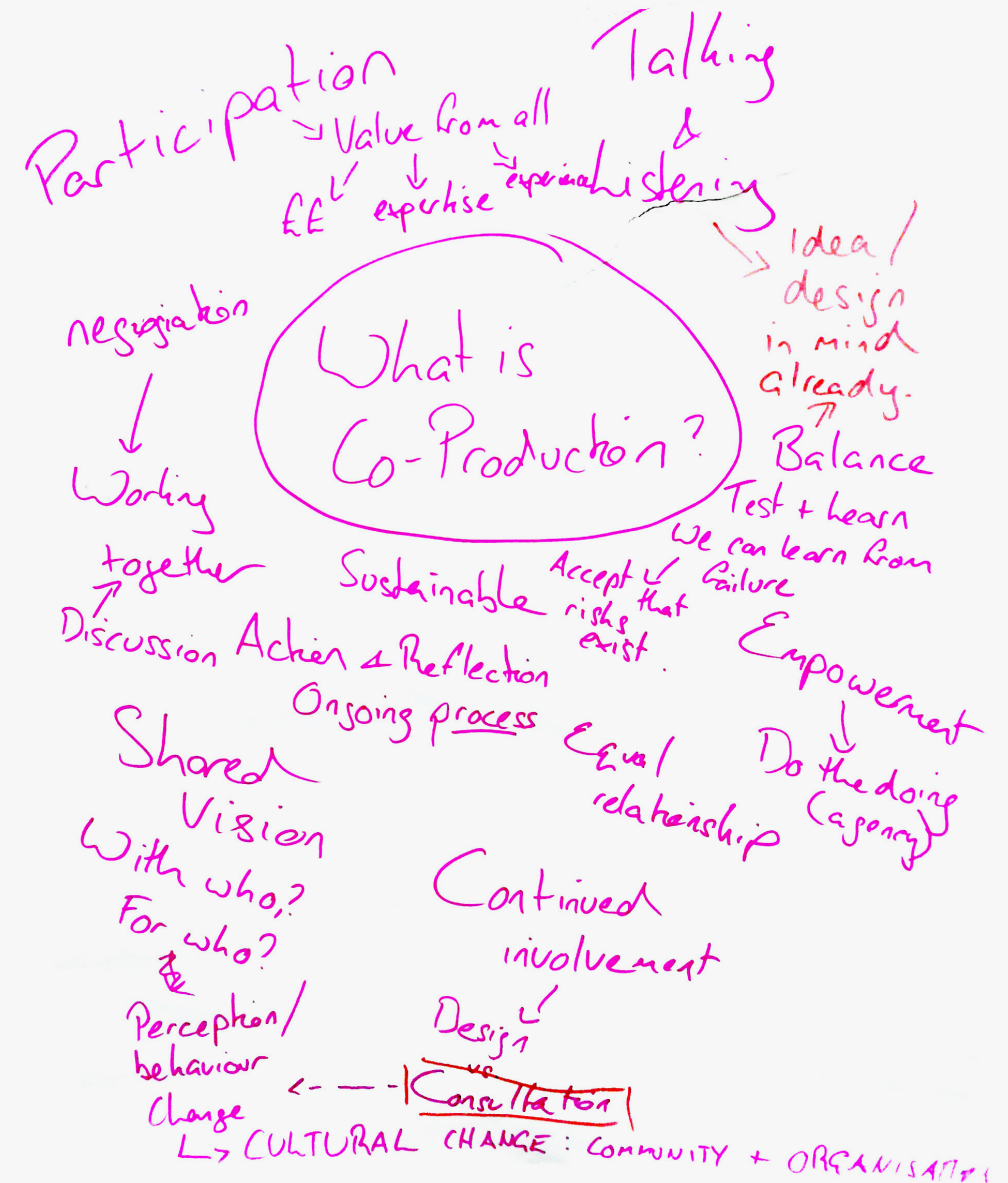 Participation
Value from all
££ expertise experience
Talking
&
Listening
Idea/
design
in mind
already.
negogiation
What is
Co-Production?
Balance
Working
together
Discussion
Test + Learn
We can learn from
failure
Accept that
risks
exist.
Sustainable
Action & Reflection
Ongoing process
Empowerment
Do the doing
(agency)
Equal
relationship
Shared
Vision
With who,?
For who?
Continued
involvement
Design
vs
Consultation
Perception/
behaviour
Change
CULTURAL CHANGE: COMMUNITY + ORGANISATION